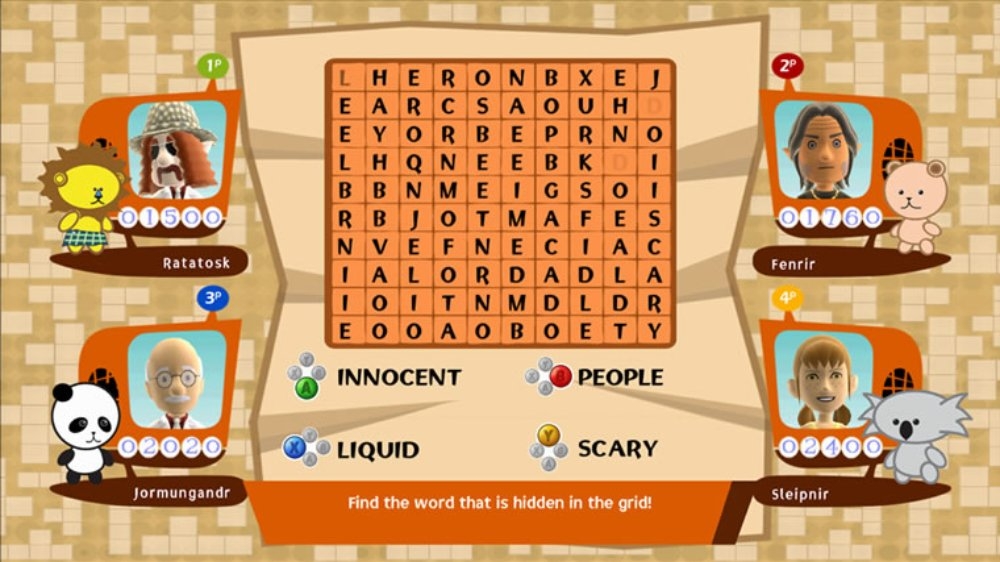 1P
2P
L H E R O N B X E J
E A R C S A O U H D
E Y O R B E P R N O
L H Q N E E B K D I
B B N M E I G S O I
R B J O T M A F E S
N V E F N E C I A C
I A L O R D A D L A
I O I T N M D L D R
E O O A O B O E T Y
01500
01760
Ratatosk
Fenrir
3P
4P
Y
X B
A
INNOCENT
Y
X B
A
PEOPLE
Y
X B
A
LIQUID
Y
X B
A
SCARY
02020
02400
Jormungandr
Sleipnir
Find the word that is hidden in the grid!